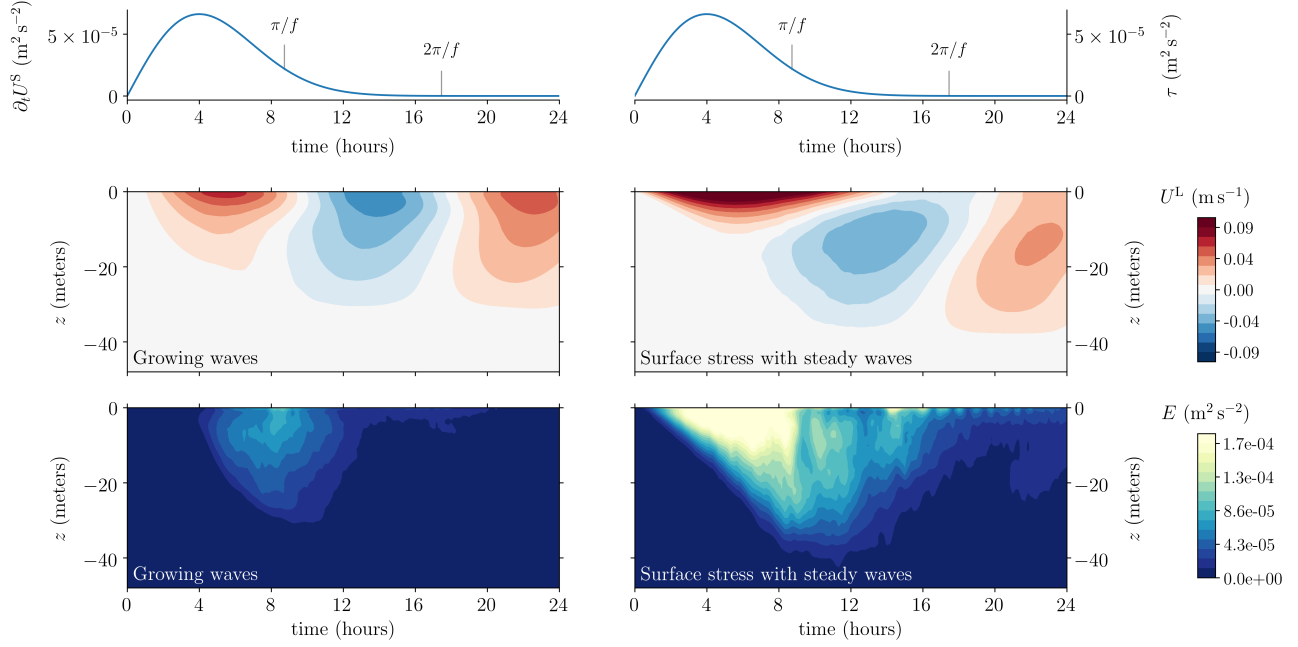 ∂ₜUˢ (m² s⁻²)
5 × 10⁻⁵
0
π/f
2π/f
0 4 8 12 16 20 24
time (hours)
π/f
2π/f
5 × 10⁻⁵
0
τ (m² s⁻²)
0 4 8 12 16 20 24
time (hours)
z (meters)
0
−20
−40
Growing waves
Surface stress with steady waves
0
−20
−40
z (meters)
Uᴸ (m s⁻¹)
0.09
0.04
0.00
-0.04
-0.09
z (meters)
0
−20
−40
Growing waves
0 4 8 12 16 20 24
time (hours)
Surface stress with steady waves
0
−20
−40
z (meters)
0 4 8 12 16 20 24
time (hours)
E (m² s⁻²)
1.7e-04
1.3e-04
8.6e-05
4.3e-05
0.0e+00